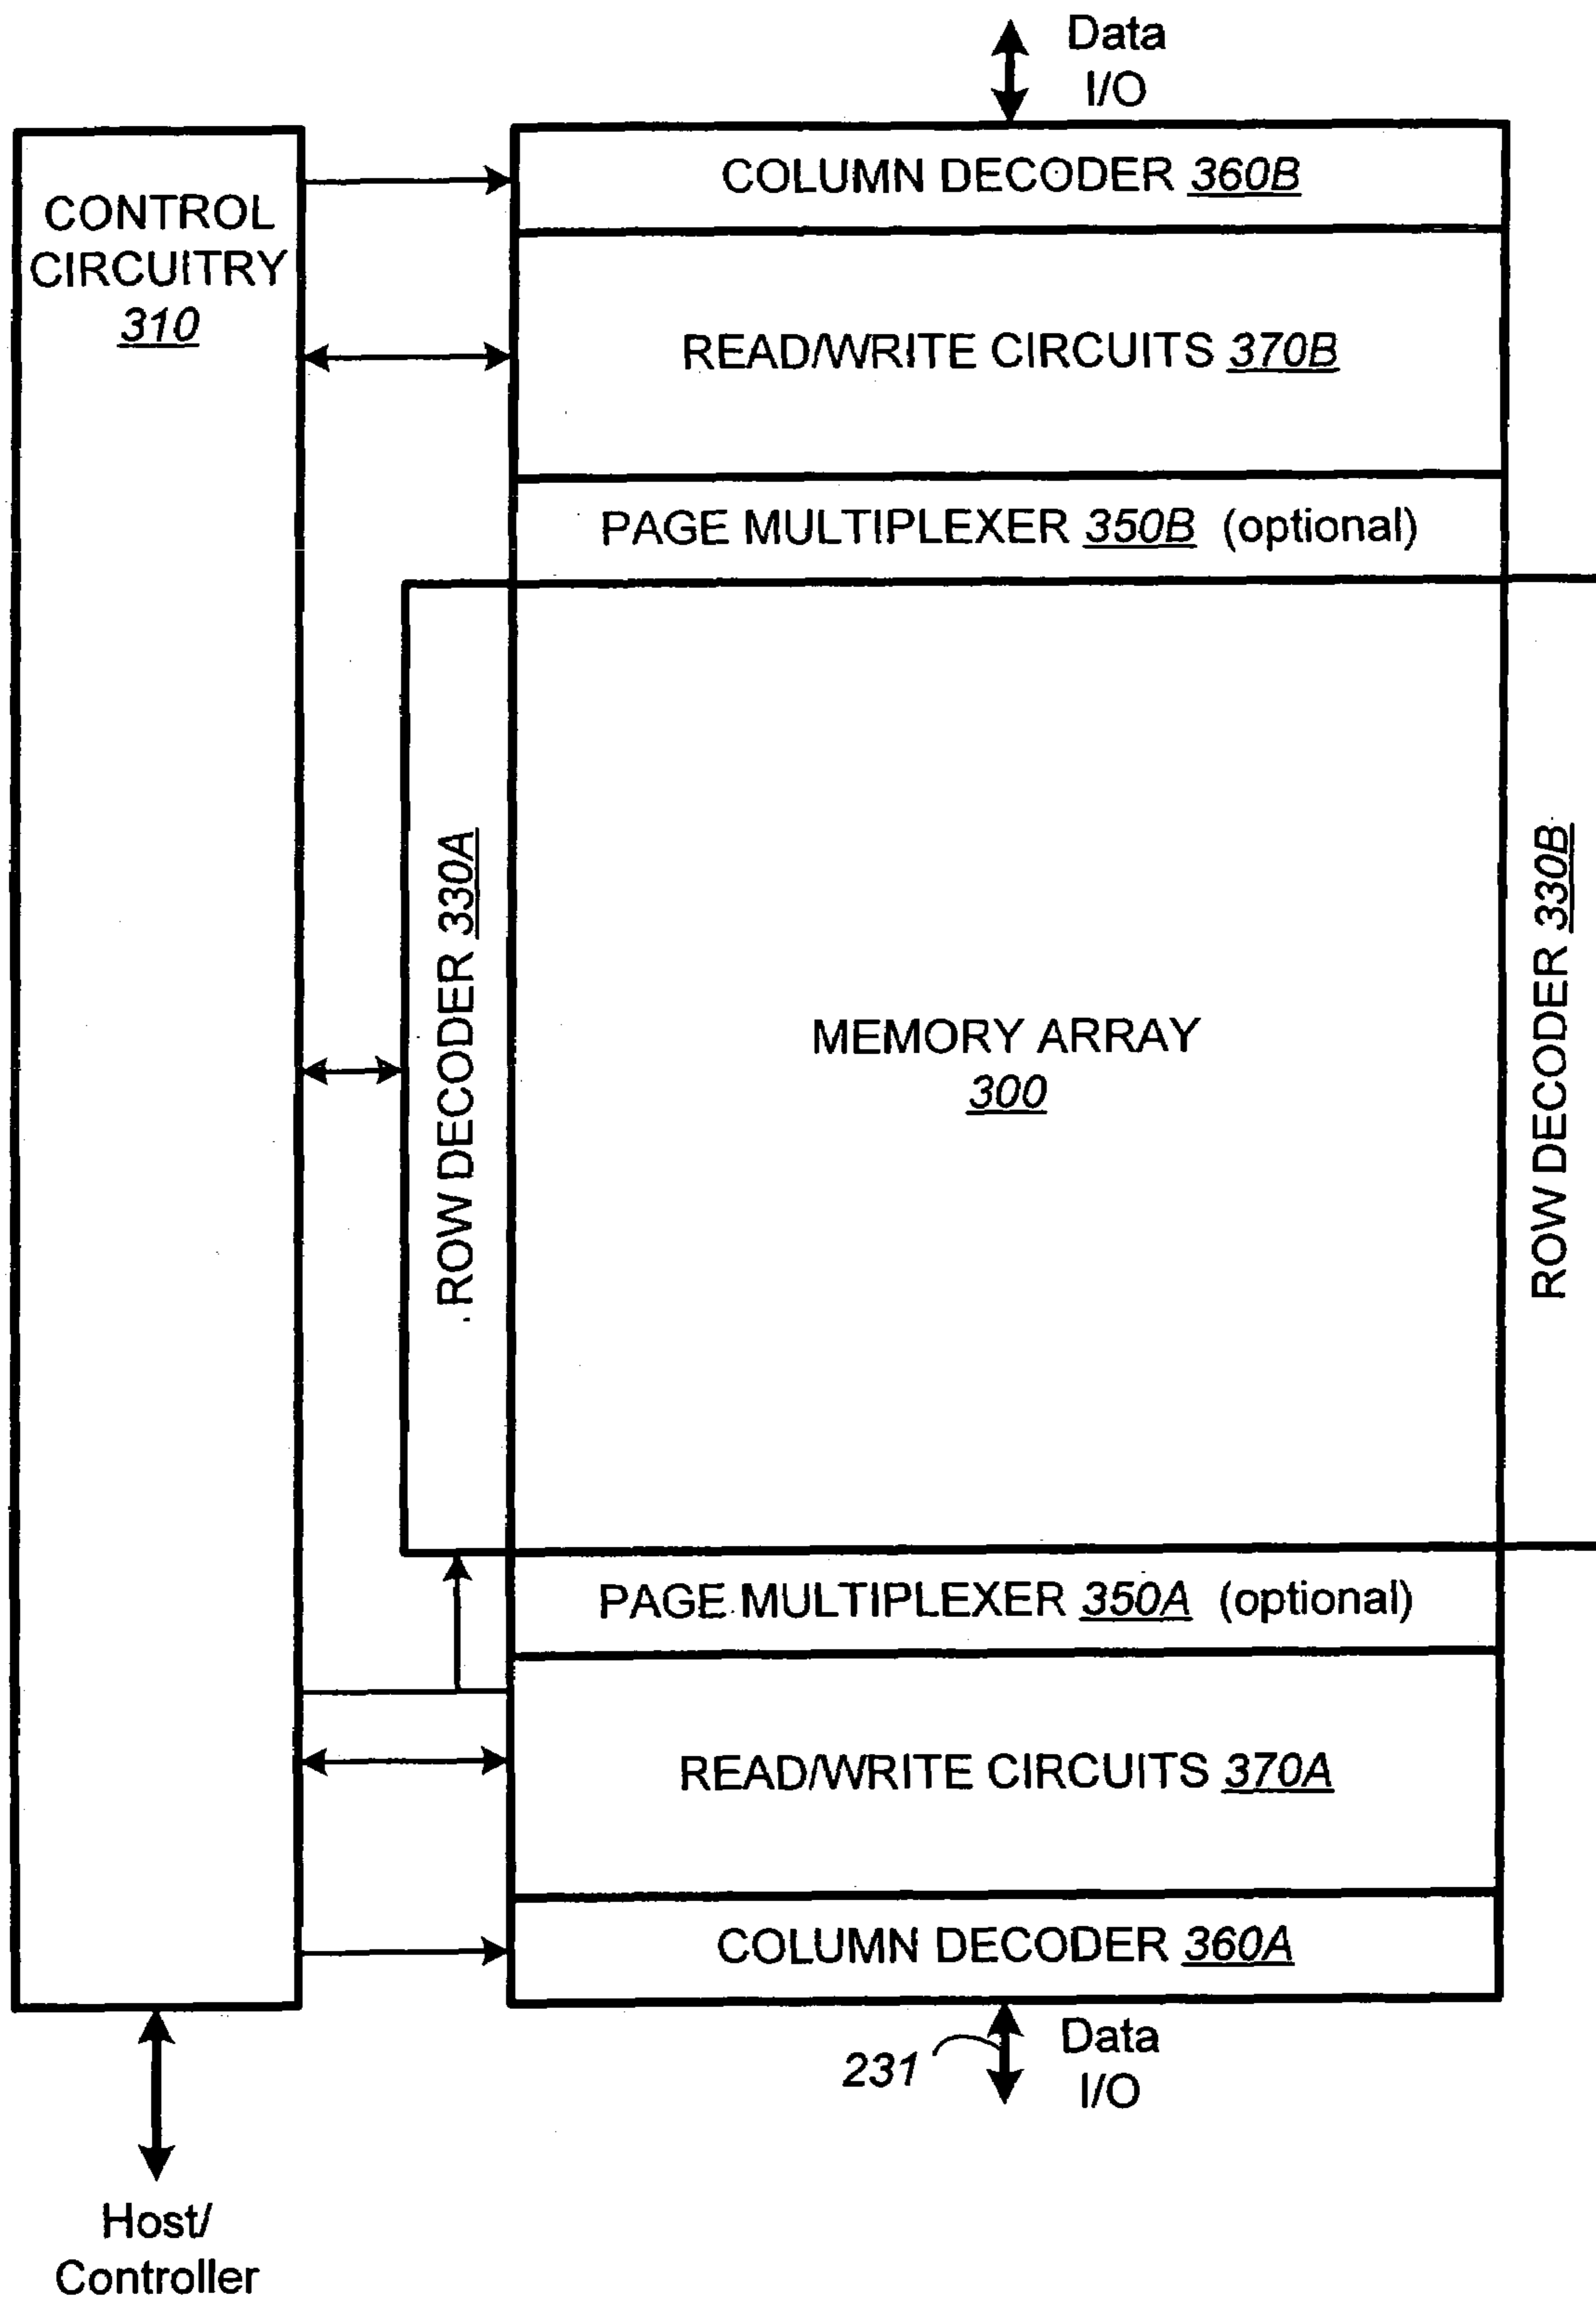 Data
I/O
COLUMN DECODER 360B
CONTROL
CIRCUITRY
310
READ/WRITE CIRCUITS 370B
PAGE MULTIPLEXER 350B (optional)
ROW DECODER 330A
MEMORY ARRAY
300
ROW DECODER 330B
PAGE MULTIPLEXER 350A (optional)
READ/WRITE CIRCUITS 370A
COLUMN DECODER 360A
231
Data
I/O
Host/
Controller